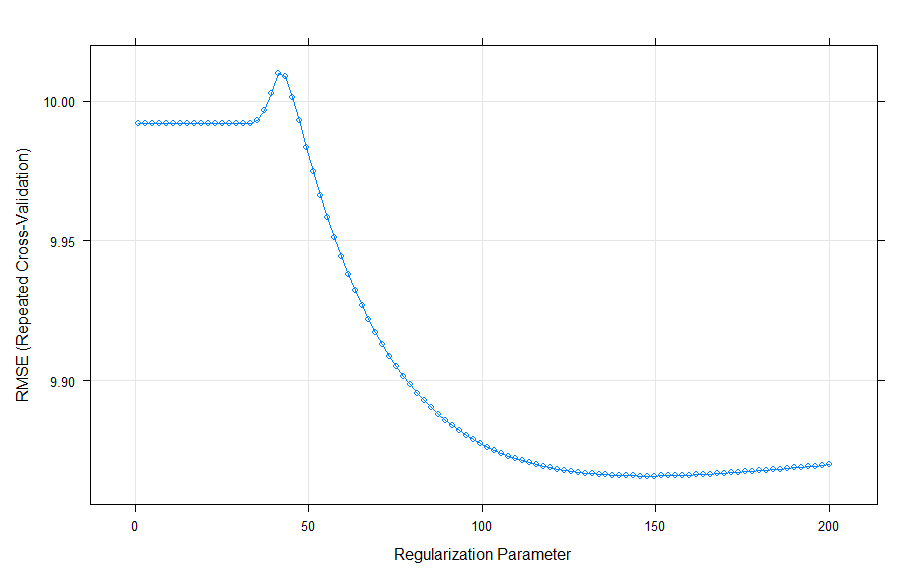 RMSE (Repeated Cross-Validation)
10.00
9.95
9.90
0 50 100 150 200
Regularization Parameter